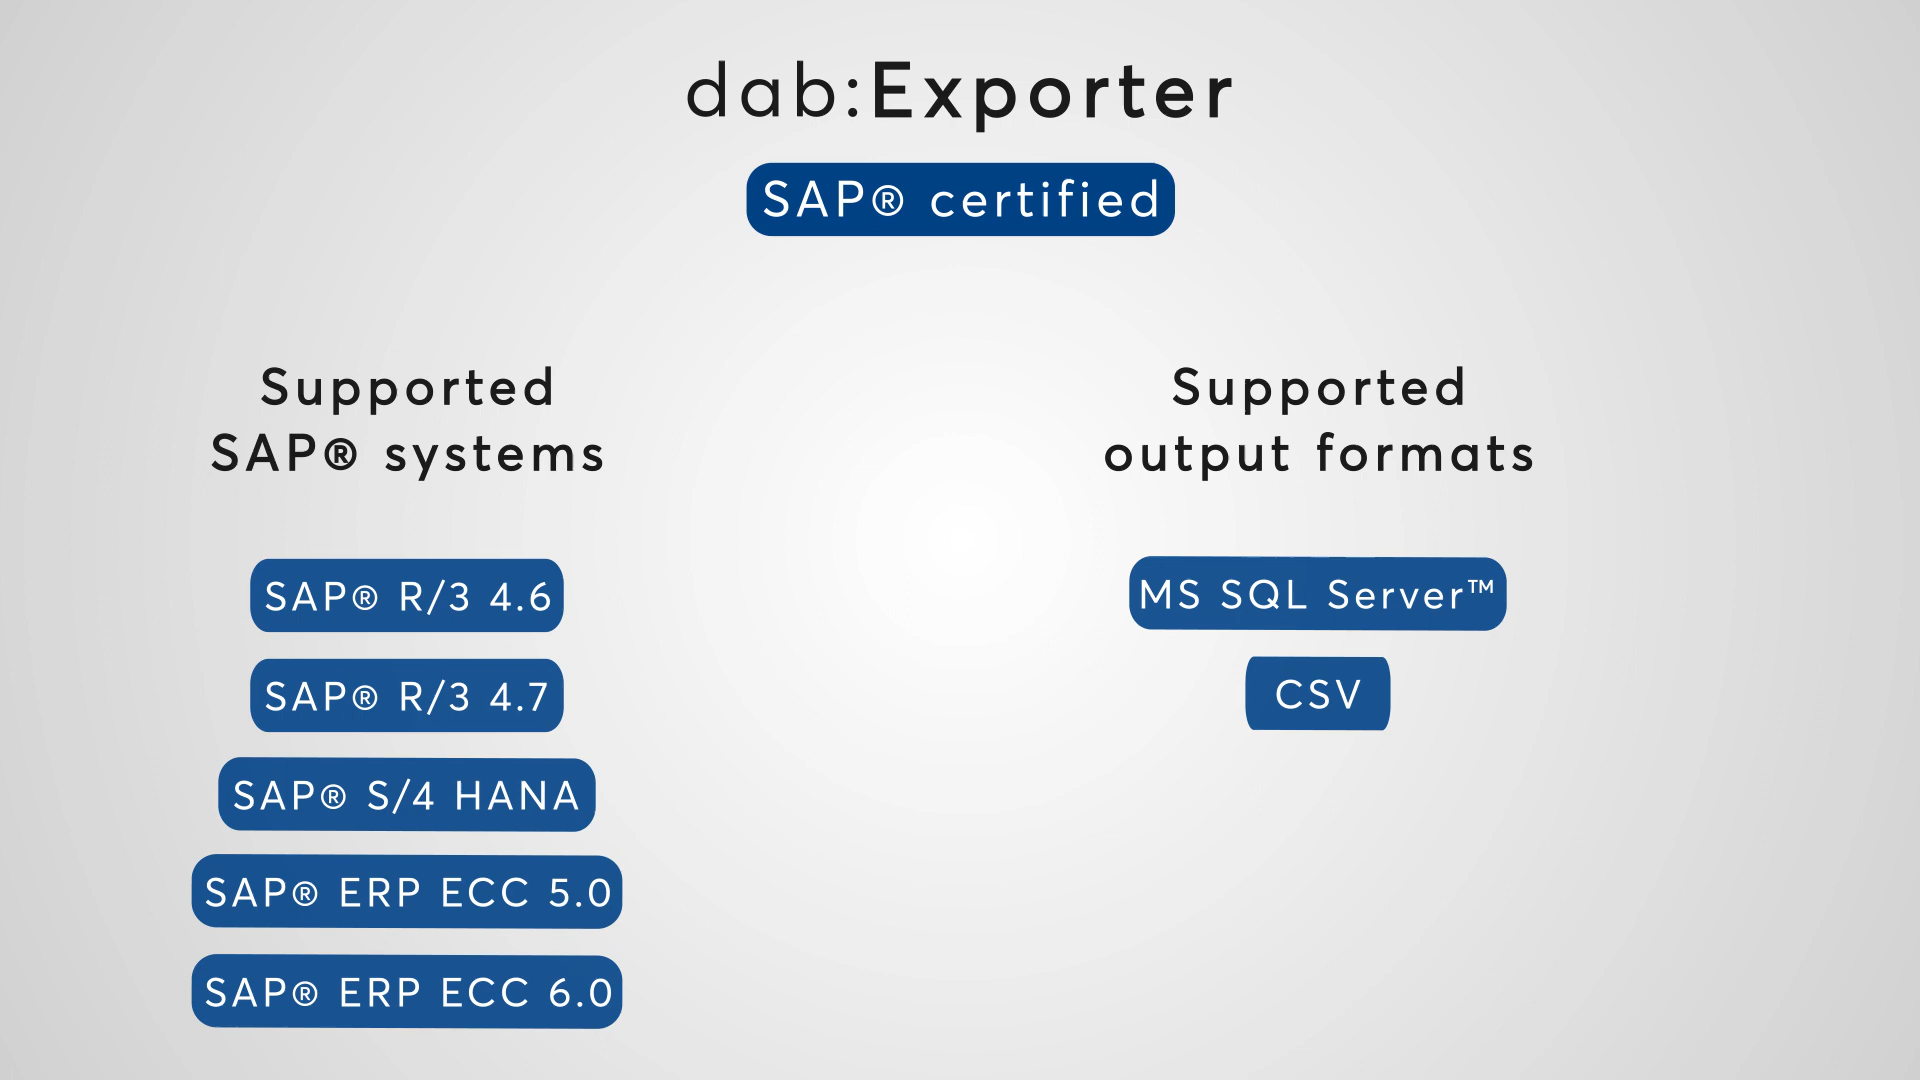 dab:Exporter
SAP® certified
Supported
SAP® systems
SAP® R/3 4.6
SAP® R/3 4.7
SAP® S/4 HANA
SAP® ERP ECC 5.0
SAP® ERP ECC 6.0
Supported
output formats
MS SQL Server™
CSV